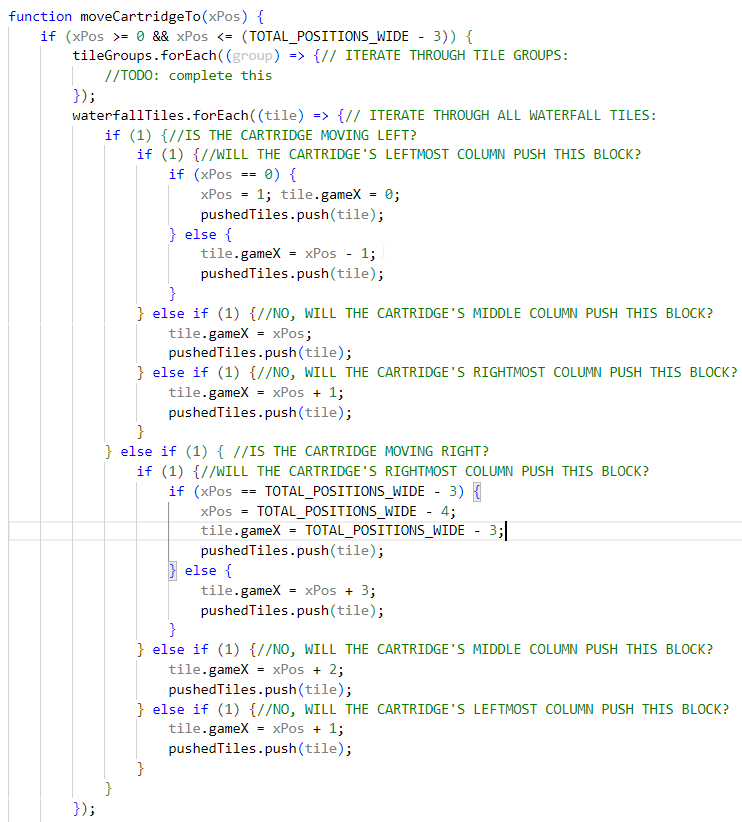 function moveCartridgeTo(xPos) {
    if (xPos >= 0 && xPos <= (TOTAL_POSITIONS_WIDE - 3)) {
        tileGroups.forEach((group) => {// ITERATE THROUGH TILE GROUPS:
            //TODO: complete this
        });
        waterfallTiles.forEach((tile) => {// ITERATE THROUGH ALL WATERFALL TILES:
            if (1) {//IS THE CARTRIDGE MOVING LEFT?
                if (1) {//WILL THE CARTRIDGE'S LEFTMOST COLUMN PUSH THIS BLOCK?
                    if (xPos == 0) {
                        xPos = 1; tile.gameX = 0;
                        pushedTiles.push(tile);
                    } else {
                        tile.gameX = xPos - 1;
                        pushedTiles.push(tile);
                    }
                } else if (1) {//NO, WILL THE CARTRIDGE'S MIDDLE COLUMN PUSH THIS BLOCK?
                    tile.gameX = xPos;
                    pushedTiles.push(tile);
                } else if (1) {//NO, WILL THE CARTRIDGE'S RIGHTMOST COLUMN PUSH THIS BLOCK?
                    tile.gameX = xPos + 1;
                    pushedTiles.push(tile);
                }
            } else if (1) { //IS THE CARTRIDGE MOVING RIGHT?
                if (1) {//WILL THE CARTRIDGE'S RIGHTMOST COLUMN PUSH THIS BLOCK?
                    if (xPos == TOTAL_POSITIONS_WIDE - 3) {
                        xPos = TOTAL_POSITIONS_WIDE - 4;
                        tile.gameX = TOTAL_POSITIONS_WIDE - 3;
                        pushedTiles.push(tile);
                    } else {
                        tile.gameX = xPos + 3;
                        pushedTiles.push(tile);
                    }
                } else if (1) {//NO, WILL THE CARTRIDGE'S MIDDLE COLUMN PUSH THIS BLOCK?
                    tile.gameX = xPos + 2;
                    pushedTiles.push(tile);
                } else if (1) {//NO, WILL THE CARTRIDGE'S LEFTMOST COLUMN PUSH THIS BLOCK?
                    tile.gameX = xPos + 1;
                    pushedTiles.push(tile);
                }
            }
        });